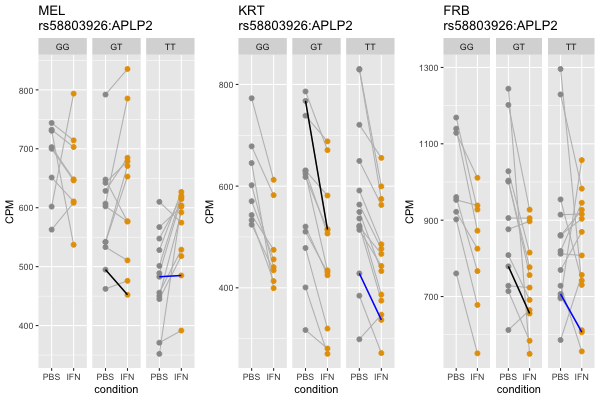 MEL
rs58803926:APLP2
GG GT TT
CPM
800
700
600
500
400
PBS IFN PBS IFN PBS IFN
condition
KRT
rs58803926:APLP2
GG GT TT
CPM
800
600
400
PBS IFN PBS IFN PBS IFN
condition
FRB
rs58803926:APLP2
GG GT TT
CPM
1300
1100
900
700
PBS IFN PBS IFN PBS IFN
condition